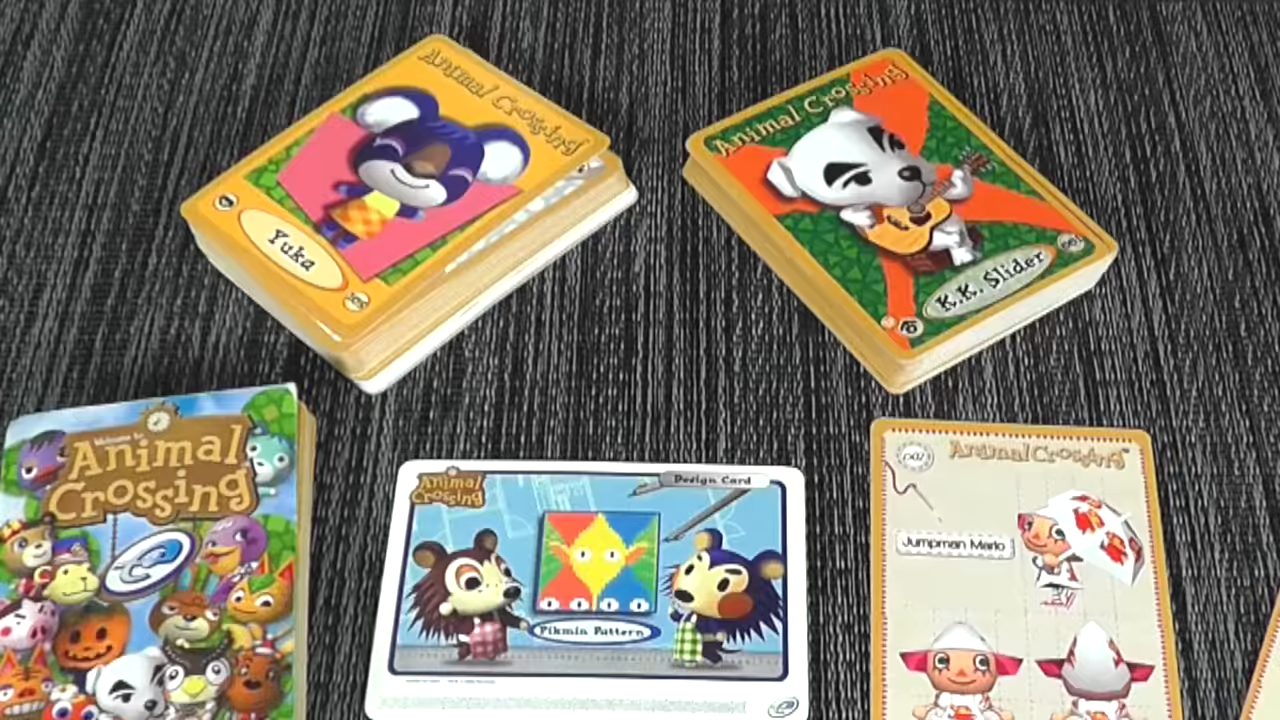 Animal Crossing
Yuka
Animal Crossing
K.K. Slider
Welcome to
Animal
Crossing
e
Animal
Crossing
Design Card
Pikmin Pattern
e
Animal Crossing™
Jumpman Mario